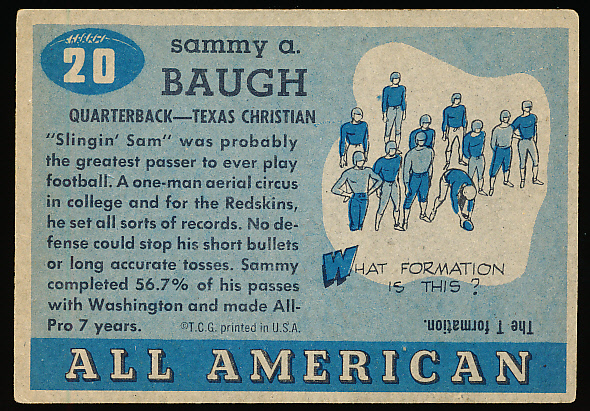 20
sammy a.
BAUGH
QUARTERBACK—TEXAS CHRISTIAN
"Slingin' Sam" was probably
the greatest passer to ever play
football. A one-man aerial circus
in college and for the Redskins,
he set all sorts of records. No de-
fense could stop his short bullets
or long accurate tosses. Sammy
completed 56.7% of his passes
with Washington and made All-
Pro 7 years.
©T.C.G. printed in U.S.A.
WHAT FORMATION
IS THIS?
The T formation.
ALL AMERICAN